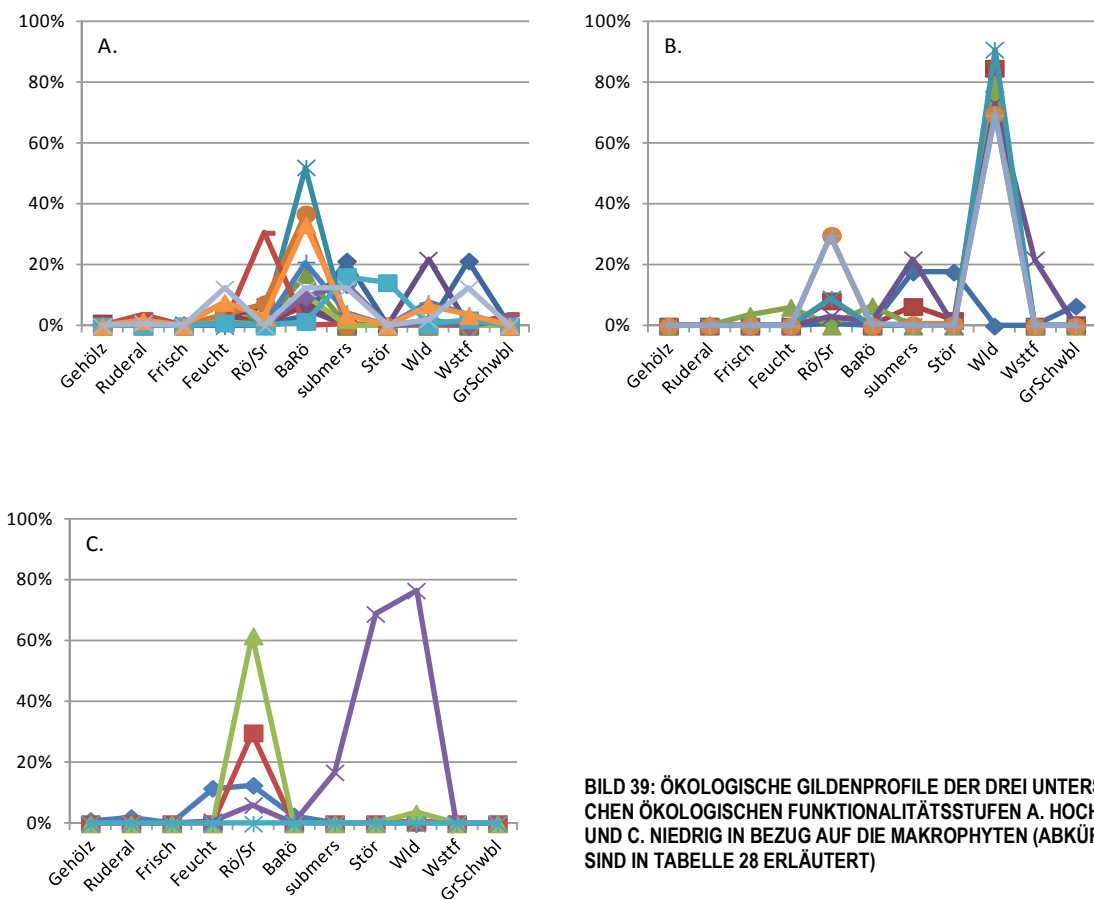 100%
80%
60%
40%
20%
0%
A.
Gehölz
Ruderal
Frisch
Feucht
Rö/Sr
BaRö
submers
Stör
Wld
Wsttf
GrSchwbl
100%
80%
60%
40%
20%
0%
B.
Gehölz
Ruderal
Frisch
Feucht
Rö/Sr
BaRö
submers
Stör
Wld
Wsttf
GrSchwbl
100%
80%
60%
40%
20%
0%
C.
Gehölz
Ruderal
Frisch
Feucht
Rö/Sr
BaRö
submers
Stör
Wld
Wsttf
GrSchwbl
BILD 39: ÖKOLOGISCHE GILDENPROFILE DER DREI UNTERS
CHEN ÖKOLOGISCHEN FUNKTIONALITÄTSSTUFEN A. HOCH
UND C. NIEDRIG IN BEZUG AUF DIE MAKROPHYTEN (ABKÜR
SIND IN TABELLE 28 ERLÄUTERT)